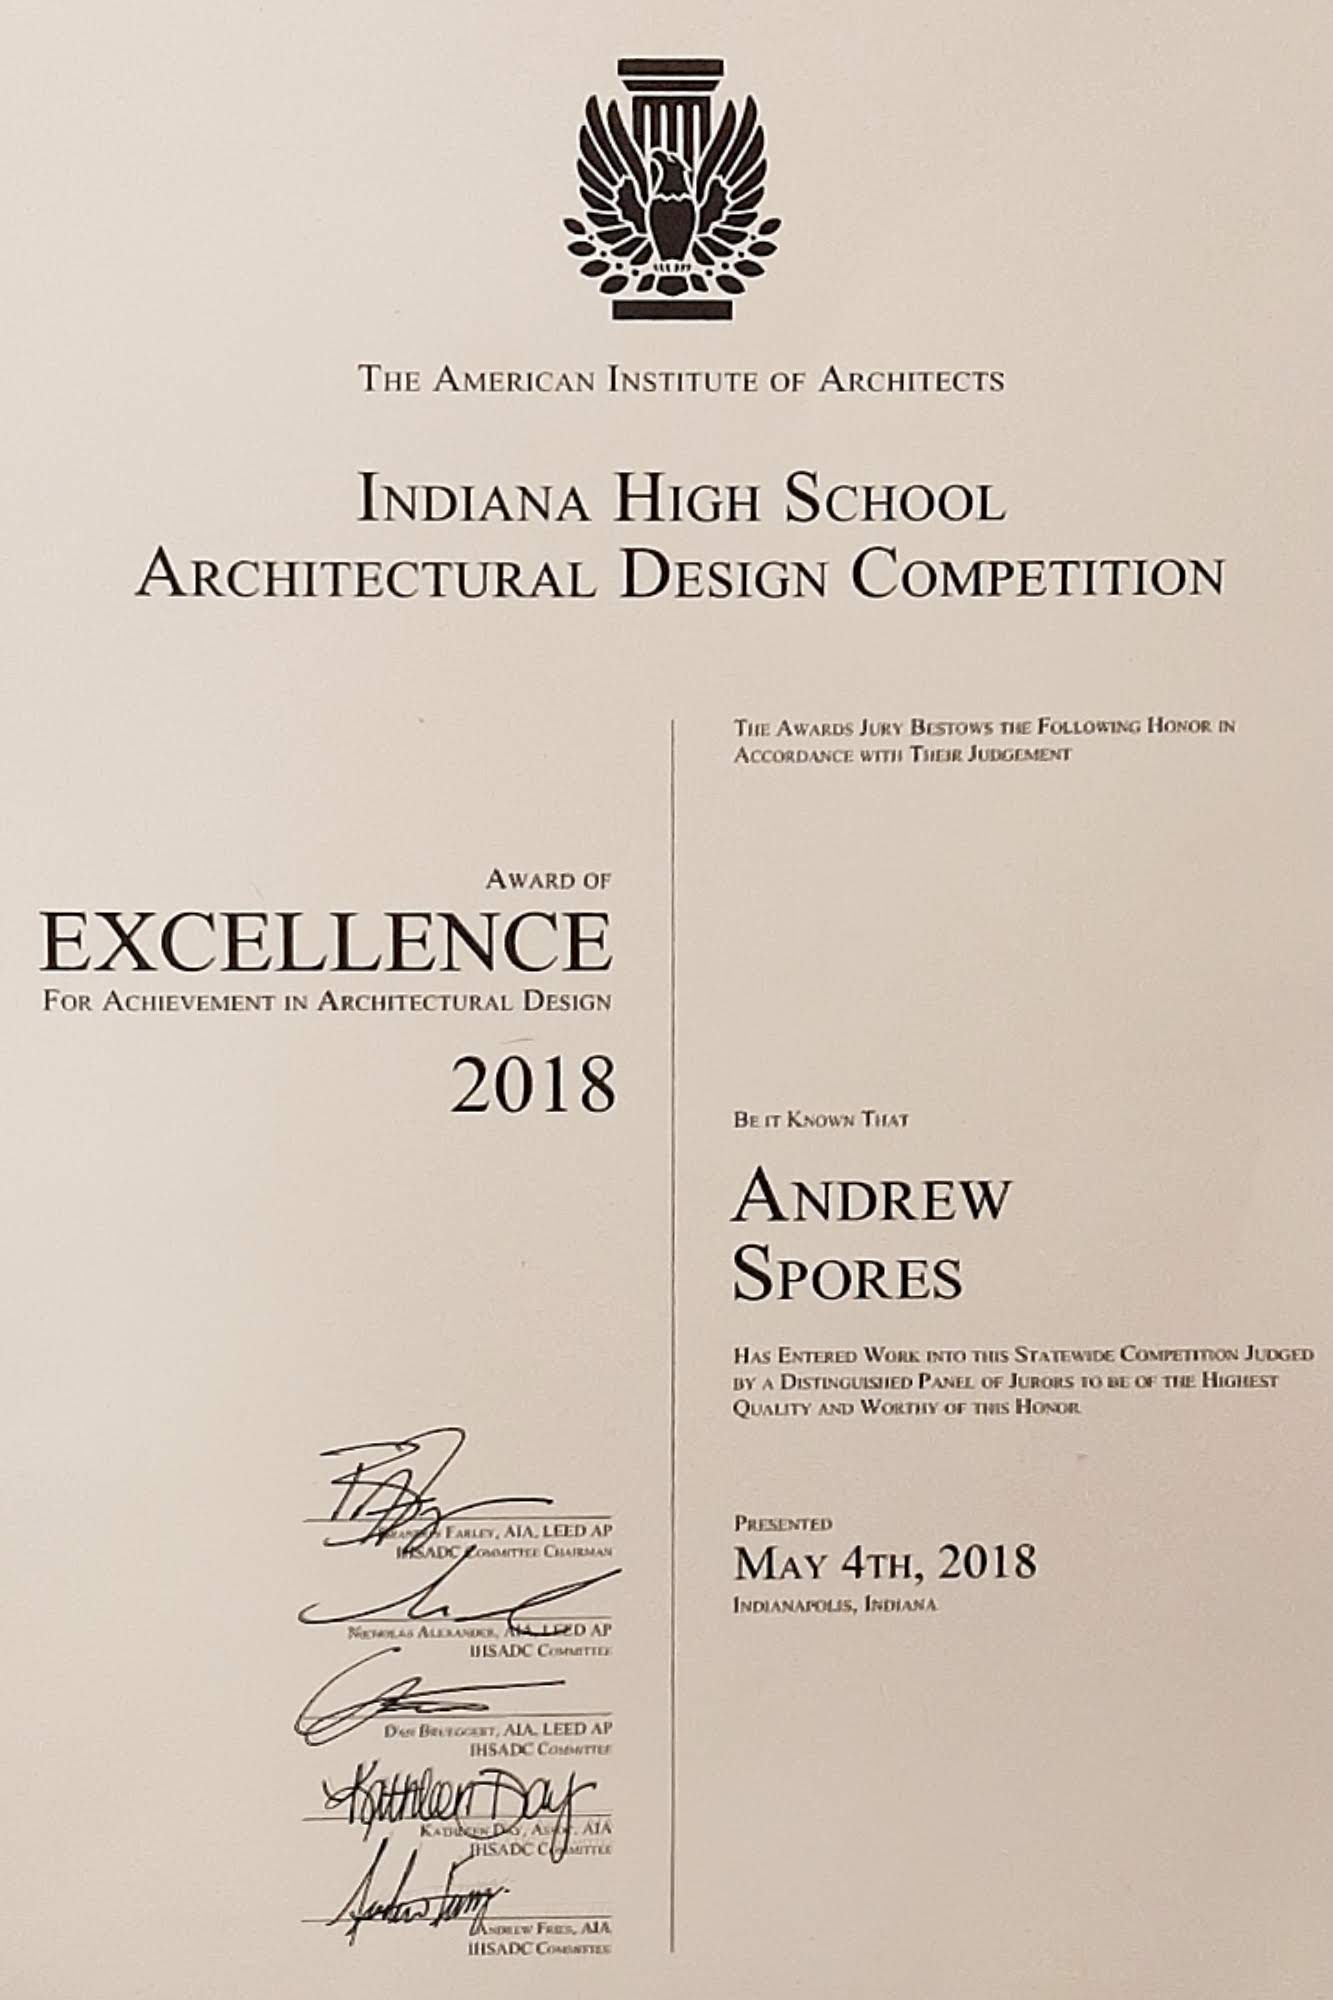 THE AMERICAN INSTITUTE OF ARCHITECTS
INDIANA HIGH SCHOOL
ARCHITECTURAL DESIGN COMPETITION
THE AWARDS JURY BESTOWS THE FOLLOWING HONOR IN
ACCORDANCE WITH THEIR JUDGEMENT
AWARD OF
EXCELLENCE
FOR ACHIEVEMENT IN ARCHITECTURAL DESIGN
2018
BE IT KNOWN THAT
ANDREW
SPORES
HAS ENTERED WORK INTO THIS STATEWIDE COMPETITION JUDGED
BY A DISTINGUISHED PANEL OF JURORS TO BE OF THE HIGHEST
QUALITY AND WORTHY OF THIS HONOR
PRESENTED
MAY 4TH, 2018
INDIANAPOLIS, INDIANA
FARLEY, AIA, LEED AP
IHSADC COMMITTEE CHAIRMAN
NICHOLAS ALEXANDER, AIA, LEED AP
IHSADC COMMITTEE
DAN BRUEGGERT, AIA, LEED AP
IHSADC COMMITTEE
Kathleen Day
KATHLEEN DAY, ASSOC. AIA
IHSADC COMMITTEE
ANDREW FRIES, AIA
IHSADC COMMITTEE